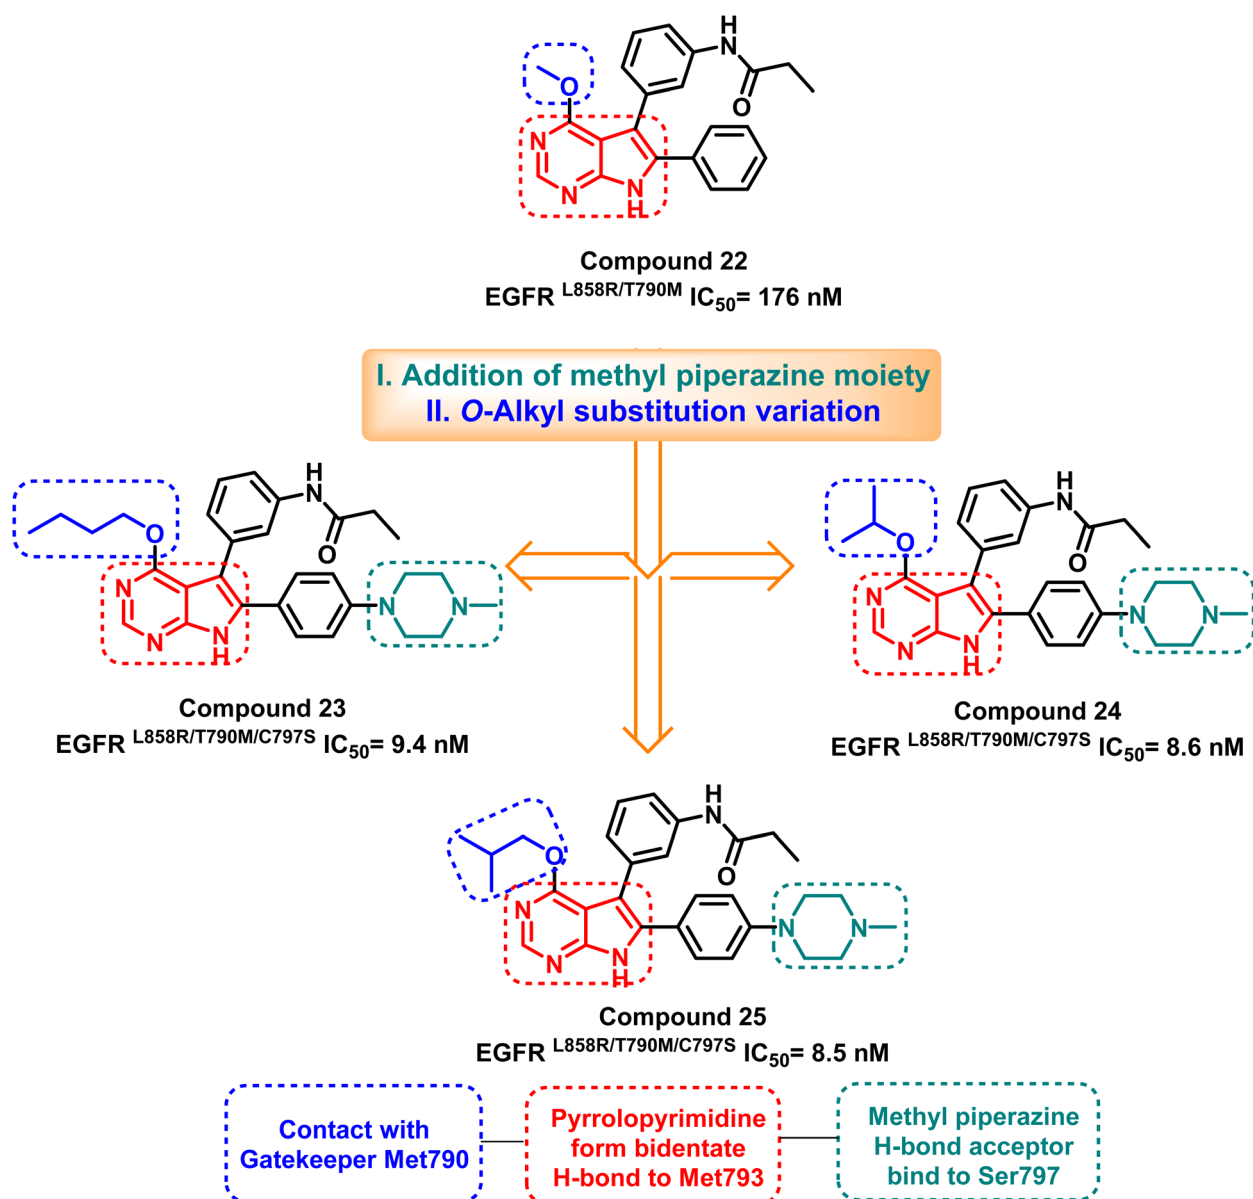 H
N
O
O
N
N
N
H
Compound 22
EGFR L858R/T790M IC50= 176 nM
I. Addition of methyl piperazine moiety
II. O-Alkyl substitution variation
H
N
O
O
N
N
N
H
N
N
Compound 23
EGFR L858R/T790M/C797S IC50= 9.4 nM
H
N
O
O
N
N
N
H
N
N
Compound 24
EGFR L858R/T790M/C797S IC50= 8.6 nM
H
N
O
O
N
N
N
H
N
N
Compound 25
EGFR L858R/T790M/C797S IC50= 8.5 nM
Contact with
Gatekeeper Met790
Pyrrolopyrimidine
form bidentate
H-bond to Met793
Methyl piperazine
H-bond acceptor
bind to Ser797